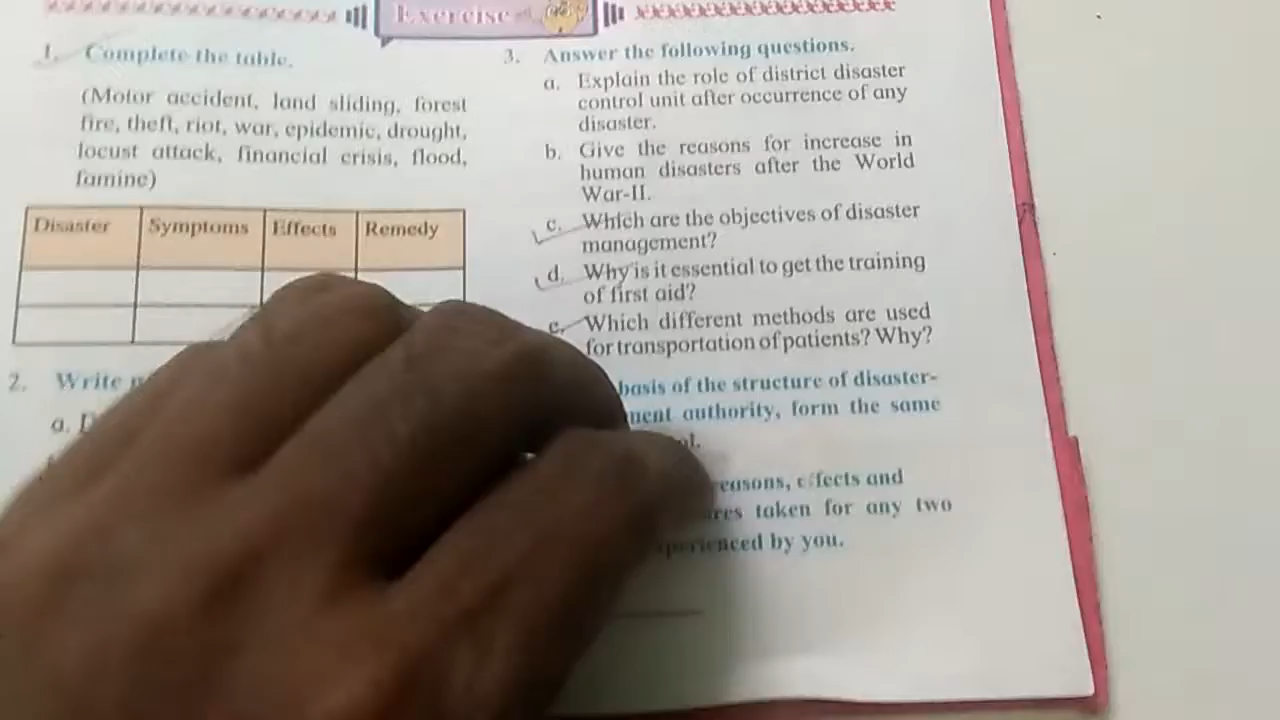 Exercise
1. Complete the table.
(Motor accident, land sliding, forest
fire, theft, riot, war, epidemic, drought,
locust attack, financial crisis, flood,
famine)
Disaster Symptoms Effects Remedy
2. Write
a.
3. Answer the following questions.
a. Explain the role of district disaster
control unit after occurrence of any
disaster.
b. Give the reasons for increase in
human disasters after the World
War-II.
c. Which are the objectives of disaster
management?
d. Why is it essential to get the training
of first aid?
e. Which different methods are used
for transportation of patients? Why?
basis of the structure of disaster-
authority, form the same
effects and
taken for any two
by you.